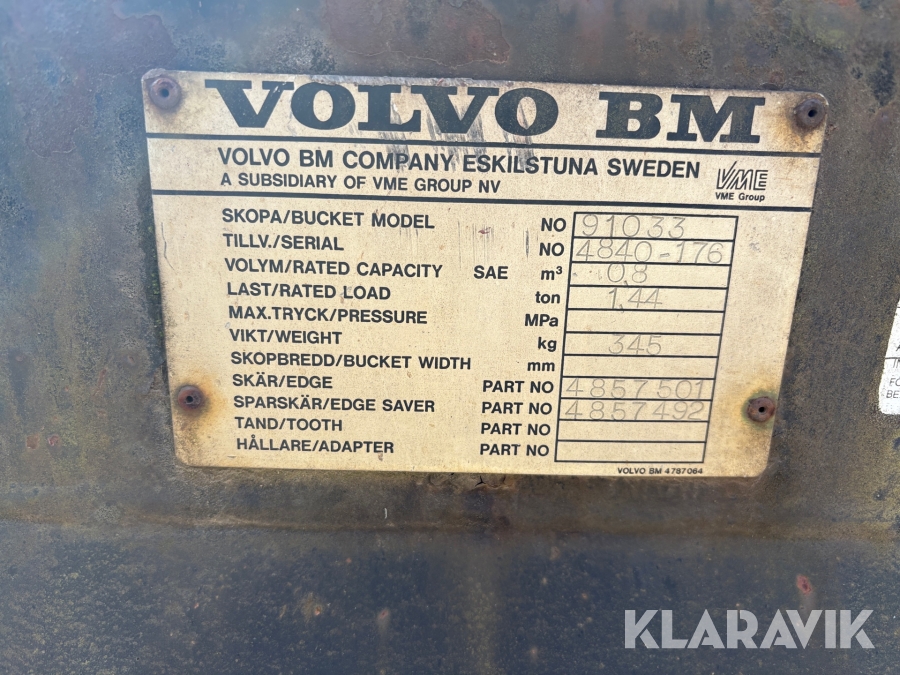 VOLVO BM
VOLVO BM COMPANY ESKILSTUNA SWEDEN
A SUBSIDIARY OF VME GROUP NV
VME
VME Group
SKOPA/BUCKET MODEL NO 91033
TILLV./SERIAL NO 4840-176
VOLYM/RATED CAPACITY SAE m³ 0,8
LAST/RATED LOAD ton 1,44
MAX.TRYCK/PRESSURE MPa
VIKT/WEIGHT kg 345
SKOPBREDD/BUCKET WIDTH mm
SKÄR/EDGE PART NO 4857501
SPARSKÄR/EDGE SAVER PART NO 4857492
TAND/TOOTH PART NO
HÅLLARE/ADAPTER PART NO
VOLVO BM 4787064
KLARAVIK